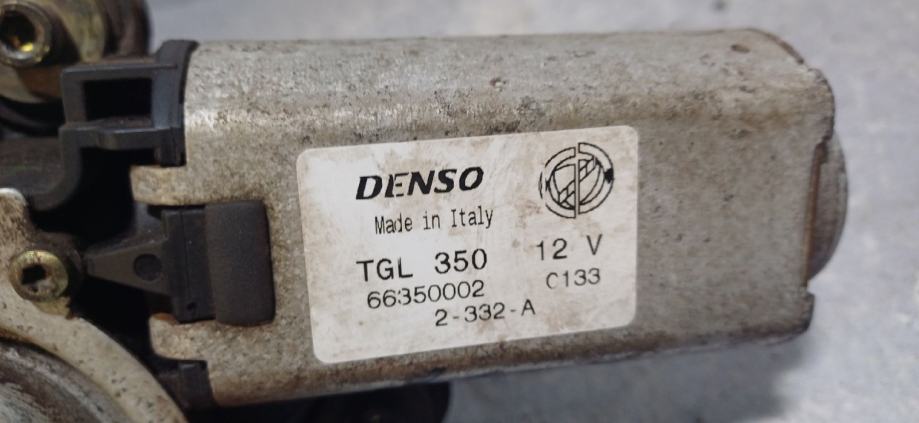 DENSO
Made in Italy
TGL 350 12 V
66350002 C133
2-332-A